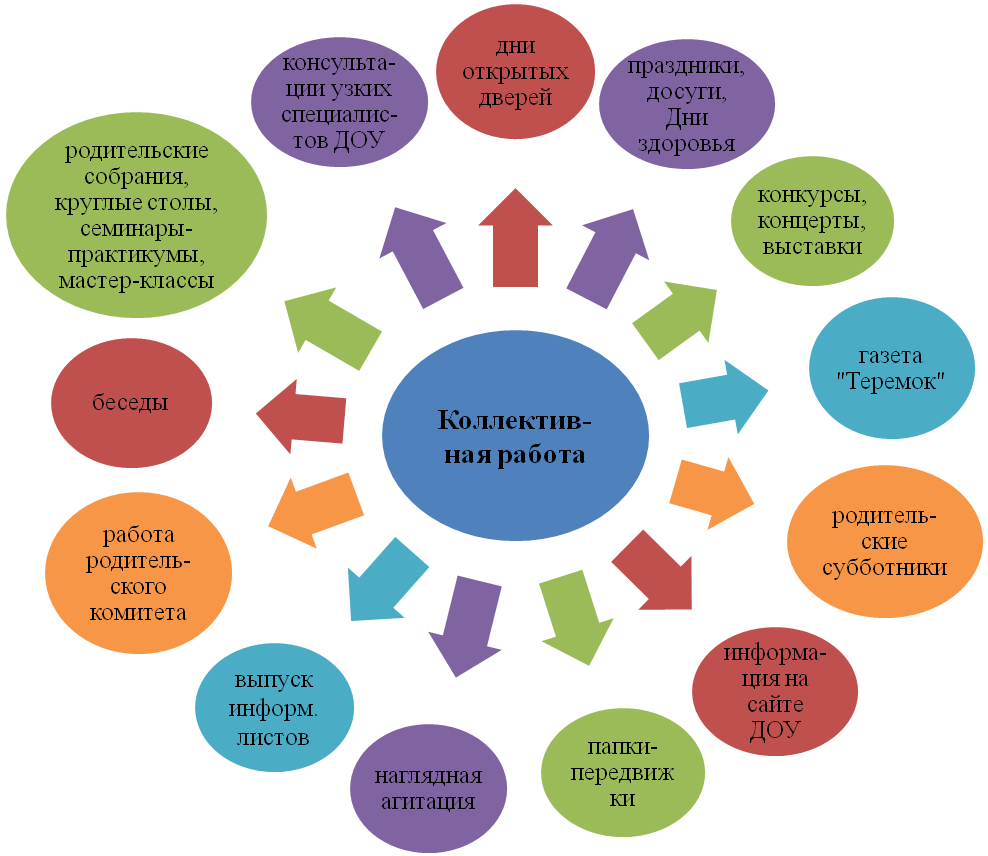 дни
открытых
дверей
праздники,
досуги,
Дни
здоровья
конкурсы,
концерты,
выставки
газета
"Теремок"
родитель-
ские
субботники
информа-
ция на
сайте
ДОУ
папки-
передвиж
ки
наглядная
агитация
выпуск
информ.
листов
работа
родитель-
ского
комитета
беседы
родительские
собрания,
круглые столы,
семинары-
практикумы,
мастер-классы
консульта-
ции узких
специалис-
тов ДОУ
Коллектив-
ная работа